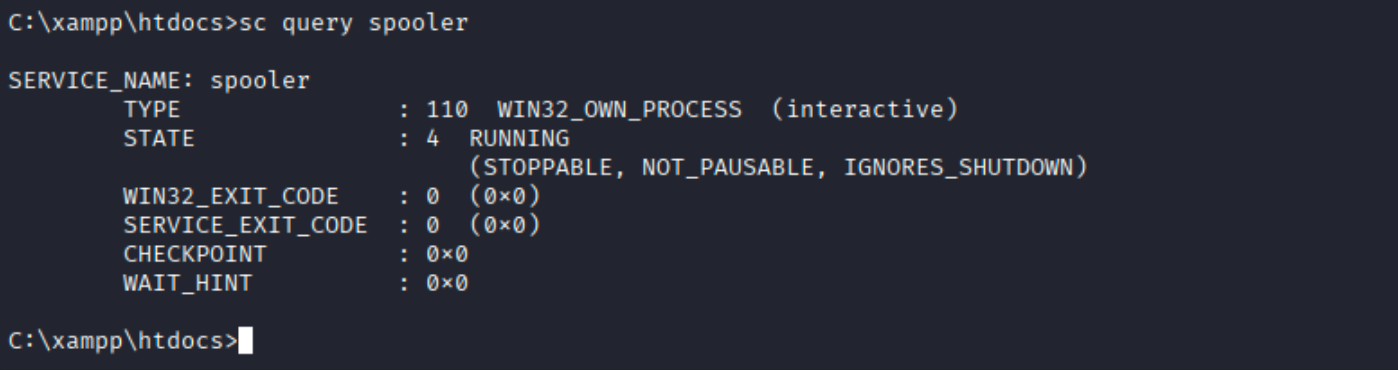 C:\xampp\htdocs>sc query spooler
SERVICE_NAME: spooler
TYPE : 110 WIN32_OWN_PROCESS (interactive)
STATE : 4 RUNNING
(STOPPABLE, NOT_PAUSABLE, IGNORES_SHUTDOWN)
WIN32_EXIT_CODE : 0 (0×0)
SERVICE_EXIT_CODE : 0 (0×0)
CHECKPOINT : 0×0
WAIT_HINT : 0×0
C:\xampp\htdocs>